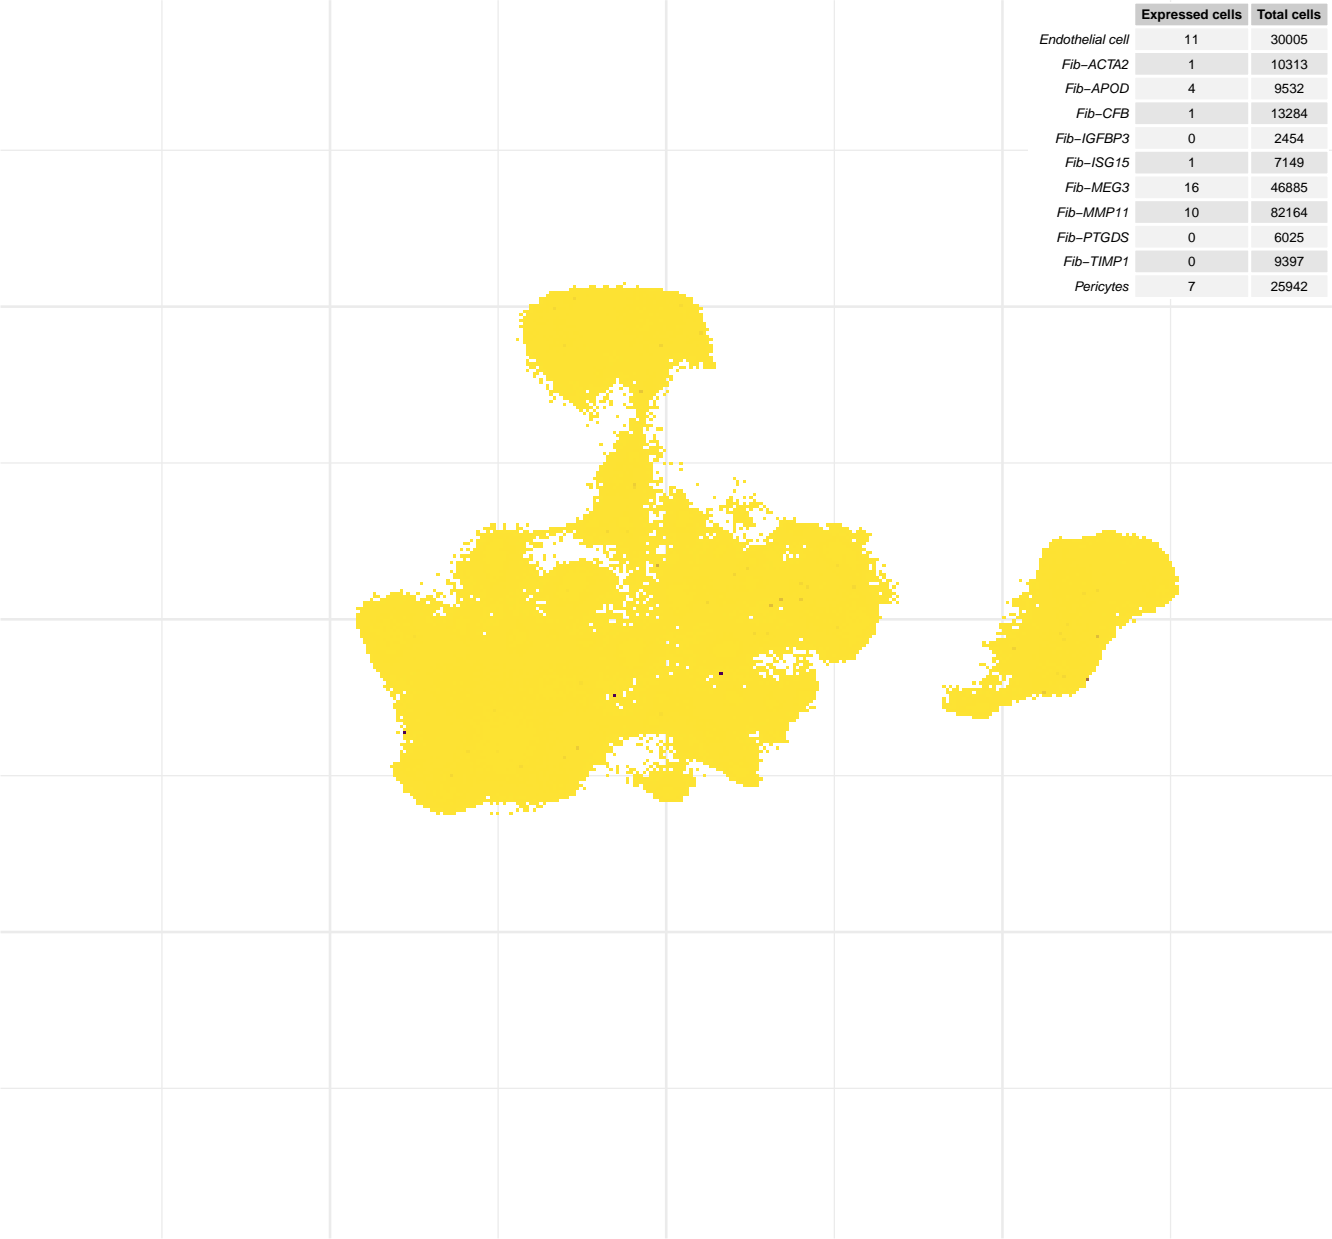 Expressed cells Total cells
Endothelial cell 11 30005
Fib−ACTA2 1 10313
Fib−APOD 4 9532
Fib−CFB 1 13284
Fib−IGFBP3 0 2454
Fib−ISG15 1 7149
Fib−MEG3 16 46885
Fib−MMP11 10 82164
Fib−PTGDS 0 6025
Fib−TIMP1 0 9397
Pericytes 7 25942